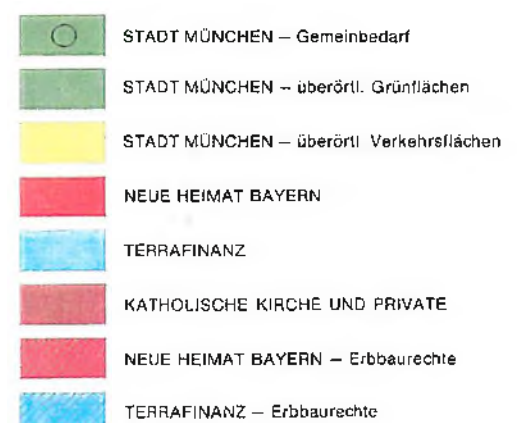 STADT MÜNCHEN – Gemeinbedarf
STADT MÜNCHEN – überörtl. Grünflächen
STADT MÜNCHEN – überörtl Verkehrsflächen
NEUE HEIMAT BAYERN
TERRAFINANZ
KATHOLISCHE KIRCHE UND PRIVATE
NEUE HEIMAT BAYERN – Erbbaurechte
TERRAFINANZ – Erbbaurechte